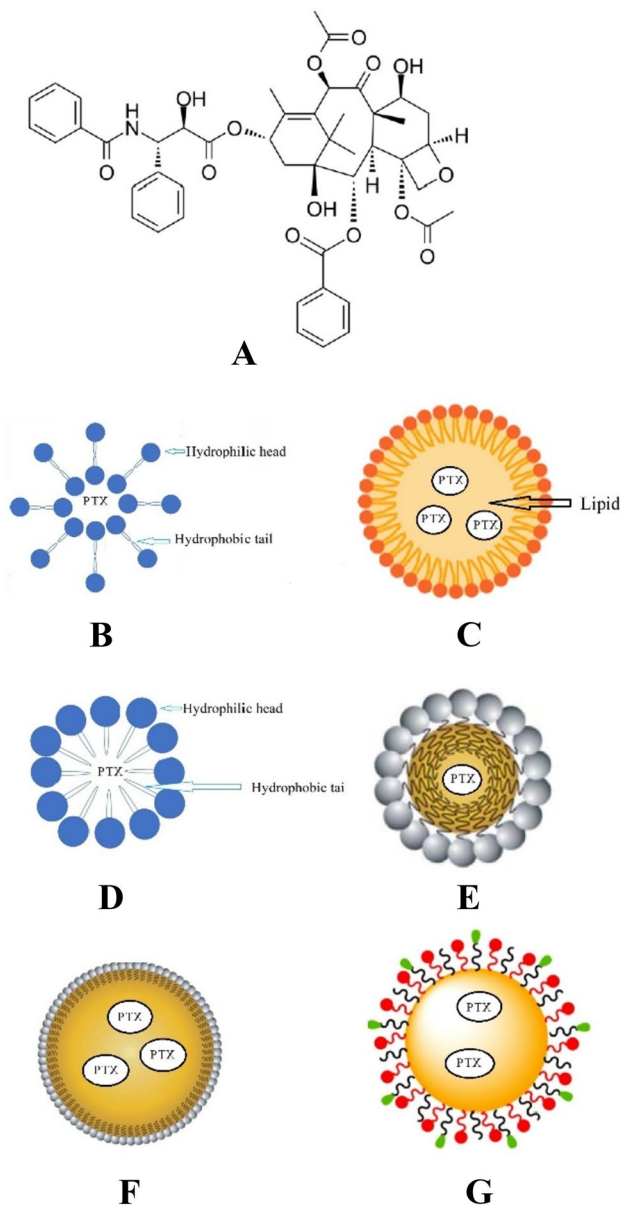 O
O
O
OH
OH
H
N
O
O
O
O
H
O
H
OH
O
O
O
O
O
A
Hydrophilic head
PTX
PTX
PTX
PTX
Lipid
Hydrophobic tail
B
C
Hydrophilic head
PTX
PTX
Hydrophobic tai
D
E
PTX
PTX
PTX
PTX
PTX
F
G